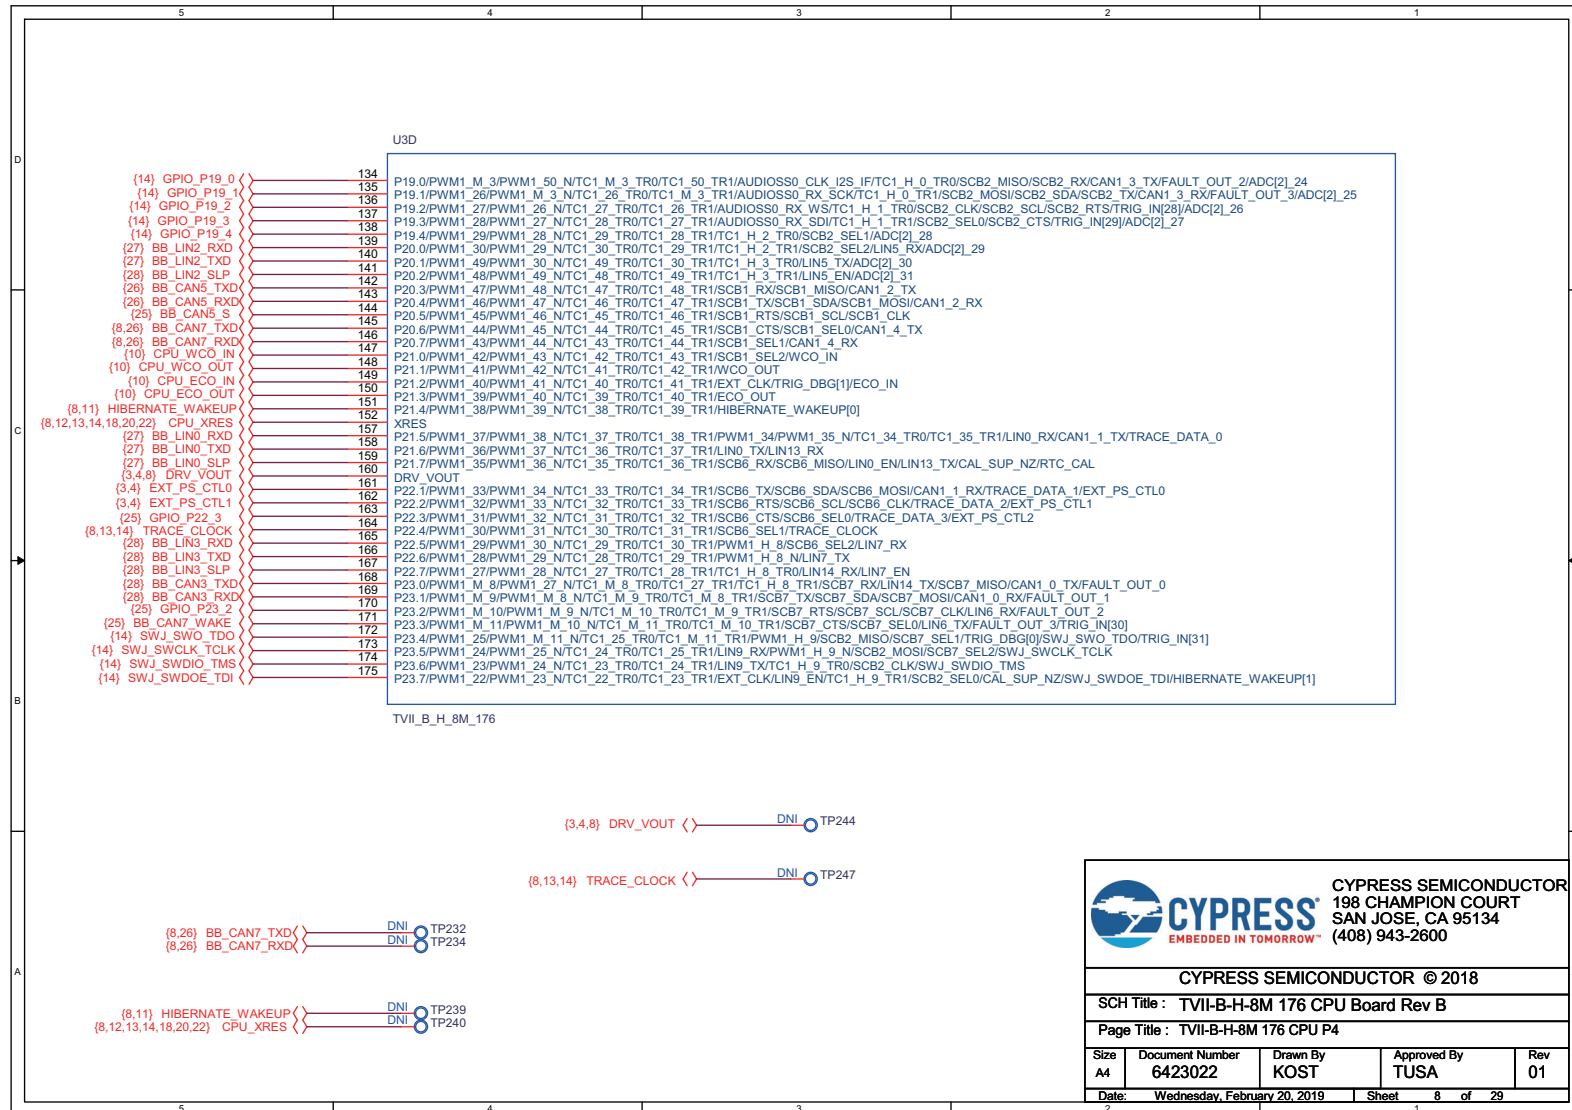 5 4 3 2 1
U3D
D
{14} GPIO_P19_0 134 P19.0/PWM1_M_3/PWM1_50_N/TC1_M_3_TR0/TC1_50_TR1/AUDIOSS0_CLK_I2S_IF/TC1_H_0_TR0/SCB2_MISO/SCB2_RX/CAN1_3_TX/FAULT_OUT_2/ADC[2]_24
{14} GPIO_P19_1 135 P19.1/PWM1_26/PWM1_M_3_N/TC1_26_TR0/TC1_M_3_TR1/AUDIOSS0_RX_SCK/TC1_H_0_TR1/SCB2_MOSI/SCB2_SDA/SCB2_TX/CAN1_3_RX/FAULT_OUT_3/ADC[2]_25
{14} GPIO_P19_2 136 P19.2/PWM1_27/PWM1_26_N/TC1_27_TR0/TC1_26_TR1/AUDIOSS0_RX_WS/TC1_H_1_TR0/SCB2_CLK/SCB2_SCL/SCB2_RTS/TRIG_IN[28]/ADC[2]_26
{14} GPIO_P19_3 137 P19.3/PWM1_28/PWM1_27_N/TC1_28_TR0/TC1_27_TR1/AUDIOSS0_RX_SDI/TC1_H_1_TR1/SCB2_SEL0/SCB2_CTS/TRIG_IN[29]/ADC[2]_27
{14} GPIO_P19_4 138 P19.4/PWM1_29/PWM1_28_N/TC1_29_TR0/TC1_28_TR1/TC1_H_2_TR0/SCB2_SEL1/ADC[2]_28
{27} BB_LIN2_RXD 139 P20.0/PWM1_30/PWM1_29_N/TC1_30_TR0/TC1_29_TR1/TC1_H_2_TR1/SCB2_SEL2/LIN5_RX/ADC[2]_29
{27} BB_LIN2_TXD 140 P20.1/PWM1_49/PWM1_30_N/TC1_49_TR0/TC1_30_TR1/TC1_H_3_TR0/LIN5_TX/ADC[2]_30
{28} BB_LIN2_SLP 141 P20.2/PWM1_48/PWM1_49_N/TC1_48_TR0/TC1_49_TR1/TC1_H_3_TR1/LIN5_EN/ADC[2]_31
{26} BB_CAN5_TXD 142 P20.3/PWM1_47/PWM1_48_N/TC1_47_TR0/TC1_48_TR1/SCB1_RX/SCB1_MISO/CAN1_2_TX
{26} BB_CAN5_RXD 143 P20.4/PWM1_46/PWM1_47_N/TC1_46_TR0/TC1_47_TR1/SCB1_TX/SCB1_SDA/SCB1_MOSI/CAN1_2_RX
{25} BB_CAN5_S 144 P20.5/PWM1_45/PWM1_46_N/TC1_45_TR0/TC1_46_TR1/SCB1_RTS/SCB1_SCL/SCB1_CLK
{8,26} BB_CAN7_TXD 145 P20.6/PWM1_44/PWM1_45_N/TC1_44_TR0/TC1_45_TR1/SCB1_CTS/SCB1_SEL0/CAN1_4_TX
{8,26} BB_CAN7_RXD 146 P20.7/PWM1_43/PWM1_44_N/TC1_43_TR0/TC1_44_TR1/SCB1_SEL1/CAN1_4_RX
{10} CPU_WCO_IN 147 P21.0/PWM1_42/PWM1_43_N/TC1_42_TR0/TC1_43_TR1/SCB1_SEL2/WCO_IN
{10} CPU_WCO_OUT 148 P21.1/PWM1_41/PWM1_42_N/TC1_41_TR0/TC1_42_TR1/WCO_OUT
{10} CPU_ECO_IN 149 P21.2/PWM1_40/PWM1_41_N/TC1_40_TR0/TC1_41_TR1/EXT_CLK/TRIG_DBG[1]/ECO_IN
{10} CPU_ECO_OUT 150 P21.3/PWM1_39/PWM1_40_N/TC1_39_TR0/TC1_40_TR1/ECO_OUT
{8,11} HIBERNATE_WAKEUP 151 P21.4/PWM1_38/PWM1_39_N/TC1_38_TR0/TC1_39_TR1/HIBERNATE_WAKEUP[0]
C
{8,12,13,14,18,20,22} CPU_XRES 152 XRES
{27} BB_LIN0_RXD 157 P21.5/PWM1_37/PWM1_38_N/TC1_37_TR0/TC1_38_TR1/PWM1_34/PWM1_35_N/TC1_34_TR0/TC1_35_TR1/LIN0_RX/CAN1_1_TX/TRACE_DATA_0
{27} BB_LIN0_TXD 158 P21.6/PWM1_36/PWM1_37_N/TC1_36_TR0/TC1_37_TR1/LIN0_TX/LIN13_RX
{27} BB_LIN0_SLP 159 P21.7/PWM1_35/PWM1_36_N/TC1_35_TR0/TC1_36_TR1/SCB6_RX/SCB6_MISO/LIN0_EN/LIN13_TX/CAL_SUP_NZ/RTC_CAL
{3,4,8} DRV_VOUT 160 DRV_VOUT
{3,4} EXT_PS_CTL0 161 P22.1/PWM1_33/PWM1_34_N/TC1_33_TR0/TC1_34_TR1/SCB6_TX/SCB6_SDA/SCB6_MOSI/CAN1_1_RX/TRACE_DATA_1/EXT_PS_CTL0
{3,4} EXT_PS_CTL1 162 P22.2/PWM1_32/PWM1_33_N/TC1_32_TR0/TC1_33_TR1/SCB6_RTS/SCB6_SCL/SCB6_CLK/TRACE_DATA_2/EXT_PS_CTL1
{25} GPIO_P22_3 163 P22.3/PWM1_31/PWM1_32_N/TC1_31_TR0/TC1_32_TR1/SCB6_CTS/SCB6_SEL0/TRACE_DATA_3/EXT_PS_CTL2
{8,13,14} TRACE_CLOCK 164 P22.4/PWM1_30/PWM1_31_N/TC1_30_TR0/TC1_31_TR1/SCB6_SEL1/TRACE_CLOCK
{28} BB_LIN3_RXD 165 P22.5/PWM1_29/PWM1_30_N/TC1_29_TR0/TC1_30_TR1/PWM1_H_8/SCB6_SEL2/LIN7_RX
{28} BB_LIN3_TXD 166 P22.6/PWM1_28/PWM1_29_N/TC1_28_TR0/TC1_29_TR1/PWM1_H_8_N/LIN7_TX
{28} BB_LIN3_SLP 167 P22.7/PWM1_27/PWM1_28_N/TC1_27_TR0/TC1_28_TR1/TC1_H_8_TR0/LIN14_RX/LIN7_EN
{28} BB_CAN3_TXD 168 P23.0/PWM1_M_8/PWM1_27_N/TC1_M_8_TR0/TC1_27_TR1/TC1_H_8_TR1/SCB7_RX/LIN14_TX/SCB7_MISO/CAN1_0_TX/FAULT_OUT_0
{28} BB_CAN3_RXD 169 P23.1/PWM1_M_9/PWM1_M_8_N/TC1_M_9_TR0/TC1_M_8_TR1/SCB7_TX/SCB7_SDA/SCB7_MOSI/CAN1_0_RX/FAULT_OUT_1
{25} GPIO_P23_2 170 P23.2/PWM1_M_10/PWM1_M_9_N/TC1_M_10_TR0/TC1_M_9_TR1/SCB7_RTS/SCB7_SCL/SCB7_CLK/LIN6_RX/FAULT_OUT_2
{25} BB_CAN7_WAKE 171 P23.3/PWM1_M_11/PWM1_M_10_N/TC1_M_11_TR0/TC1_M_10_TR1/SCB7_CTS/SCB7_SEL0/LIN6_TX/FAULT_OUT_3/TRIG_IN[30]
{14} SWJ_SWO_TDO 172 P23.4/PWM1_25/PWM1_M_11_N/TC1_25_TR0/TC1_M_11_TR1/PWM1_H_9/SCB2_MISO/SCB7_SEL1/TRIG_DBG[0]/SWJ_SWO_TDO/TRIG_IN[31]
{14} SWJ_SWCLK_TCLK 173 P23.5/PWM1_24/PWM1_25_N/TC1_24_TR0/TC1_25_TR1/LIN9_RX/PWM1_H_9_N/SCB2_MOSI/SCB7_SEL2/SWJ_SWCLK_TCLK
{14} SWJ_SWDIO_TMS 174 P23.6/PWM1_23/PWM1_24_N/TC1_23_TR0/TC1_24_TR1/LIN9_TX/TC1_H_9_TR0/SCB2_CLK/SWJ_SWDIO_TMS
{14} SWJ_SWDOE_TDI 175 P23.7/PWM1_22/PWM1_23_N/TC1_22_TR0/TC1_23_TR1/EXT_CLK/LIN9_EN/TC1_H_9_TR1/SCB2_SEL0/CAL_SUP_NZ/SWJ_SWDOE_TDI/HIBERNATE_WAKEUP[1]
B
TVII_B_H_8M_176
{3,4,8} DRV_VOUT DNI TP244
{8,13,14} TRACE_CLOCK DNI TP247
{8,26} BB_CAN7_TXD DNI TP232
{8,26} BB_CAN7_RXD DNI TP234
A
{8,11} HIBERNATE_WAKEUP DNI TP239
{8,12,13,14,18,20,22} CPU_XRES DNI TP240
CYPRESS
EMBEDDED IN TOMORROW™
CYPRESS SEMICONDUCTOR
198 CHAMPION COURT
SAN JOSE, CA 95134
(408) 943-2600
CYPRESS SEMICONDUCTOR © 2018
SCH Title : TVII-B-H-8M 176 CPU Board Rev B
Page Title : TVII-B-H-8M 176 CPU P4
Size Document Number Drawn By Approved By Rev
A4 6423022 KOST TUSA 01
Date: Wednesday, February 20, 2019 Sheet 8 of 29
5 4 3 2 1